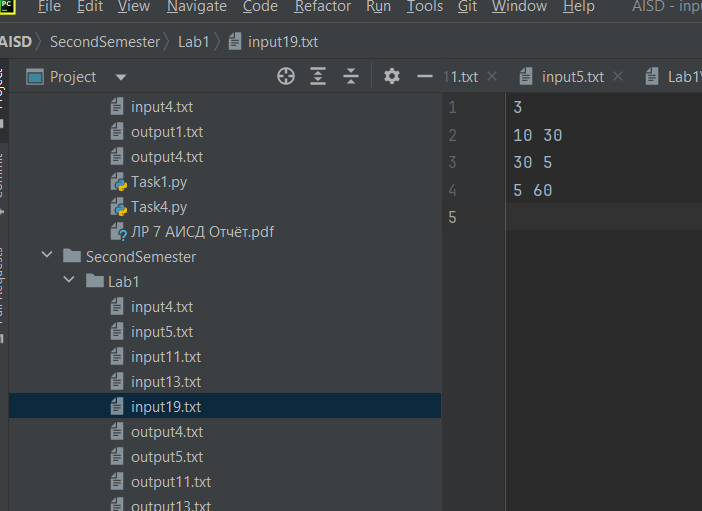 PC File Edit View Navigate Code Refactor Run Tools Git Window Help AISD - inpu
AISD SecondSemester Lab1 input19.txt
Project 11.txt input5.txt Lab1\
input4.txt
output1.txt
output4.txt
Task1.py
Task4.py
ЛР 7 АИСД Отчёт.pdf
SecondSemester
Lab1
input4.txt
input5.txt
input11.txt
input13.txt
input19.txt
output4.txt
output5.txt
output11.txt
output13.txt
1 3
2 10 30
3 30 5
4 5 60
5